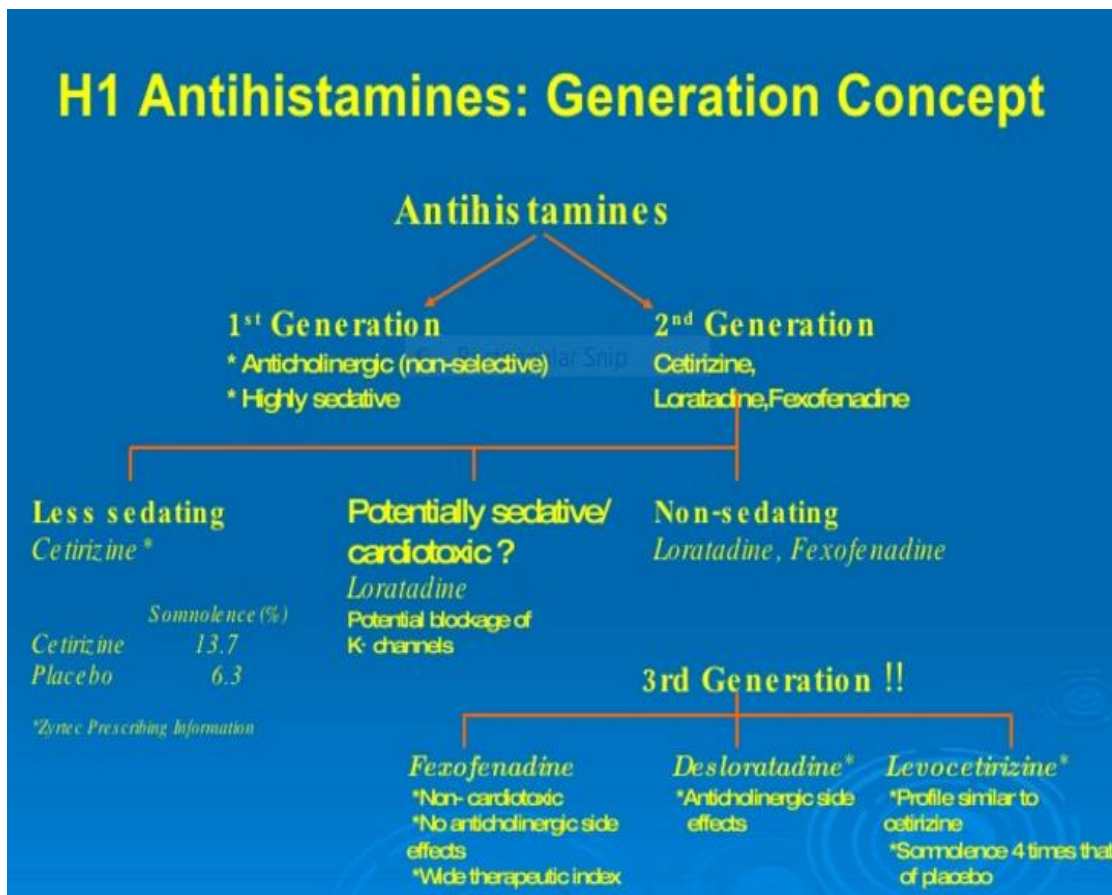 H1 Antihistamines: Generation Concept
Antihistamines
1st Generation
* Anticholinergic (non-selective)
* Highly sedative
2nd Generation
Cetirizine,
Loratadine,Fexofenadine
Less sedating
Cetirizine*
Somnolence (%)
Cetirizine 13.7
Placebo 6.3
*Zyrtec Prescribing Information
Potentially sedative/
cardiotoxic ?
Loratadine
Potential blockage of
K+ channels
Non-sedating
Loratadine, Fexofenadine
3rd Generation !!
Fexofenadine
*Non- cardiotoxic
*No anticholinergic side
effects
*Wide therapeutic index
Desloratadine*
*Anticholinergic side
effects
Levocetirizine*
*Profile similar to
cetirizine
*Somnolence 4 times that
of placebo